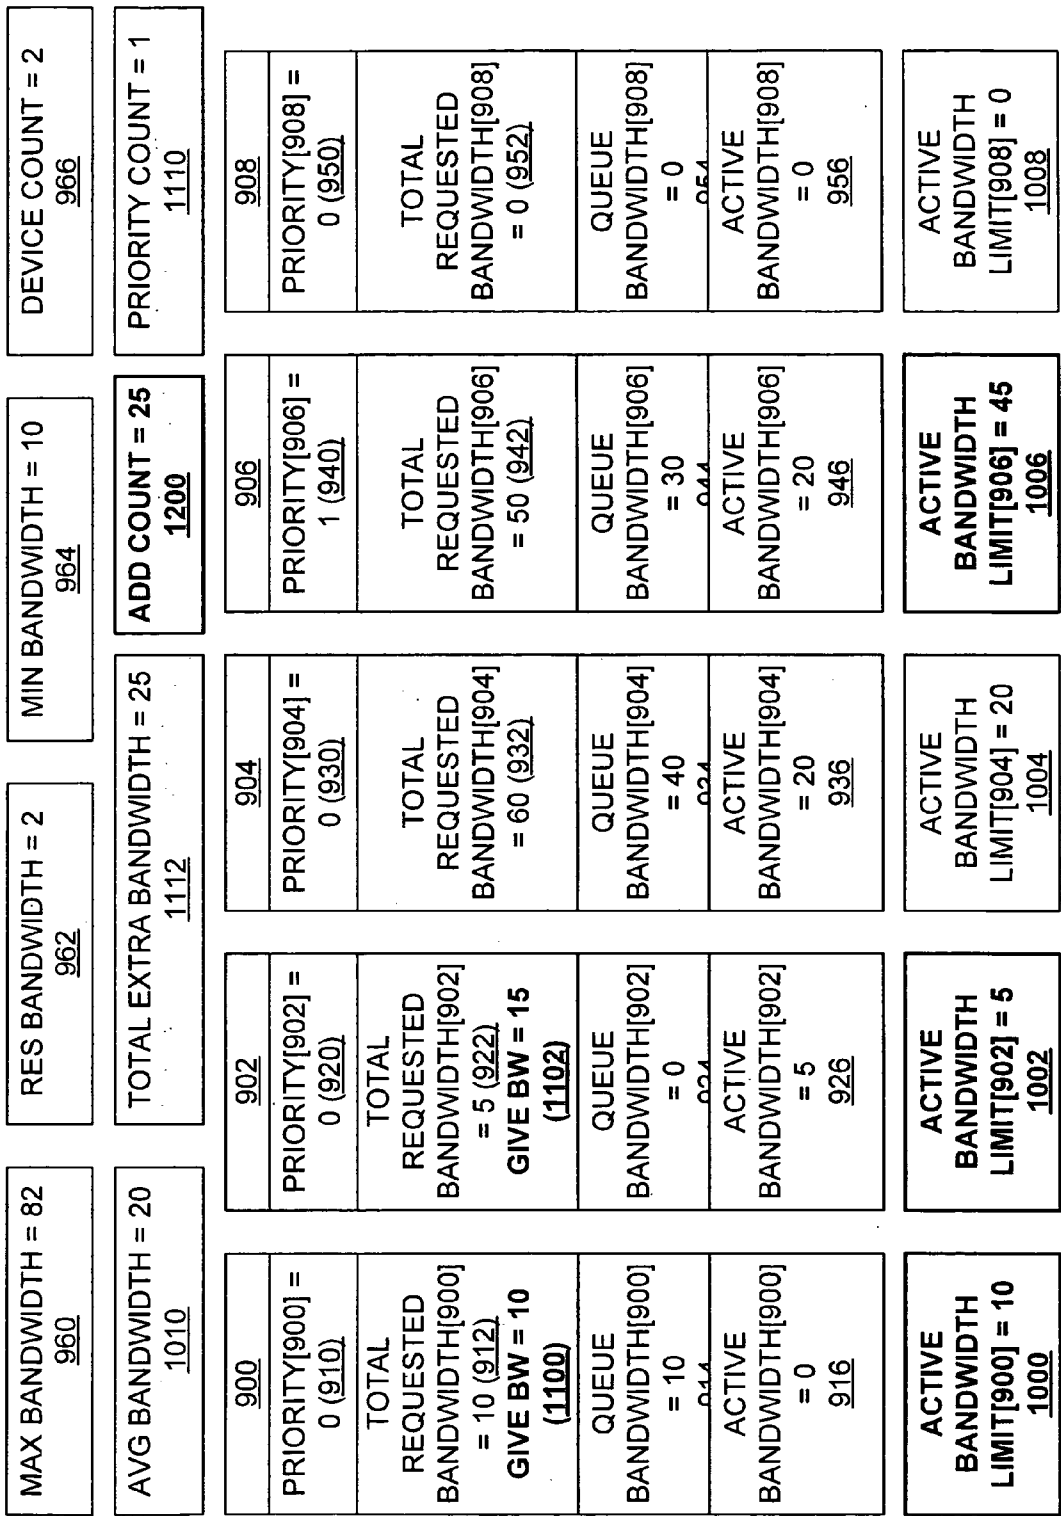 MAX BANDWIDTH = 82
960
RES BANDWIDTH = 2
962
MIN BANDWIDTH = 10
964
DEVICE COUNT = 2
966
AVG BANDWIDTH = 20
1010
TOTAL EXTRA BANDWIDTH = 25
1112
ADD COUNT = 25
1200
PRIORITY COUNT = 1
1110
900
PRIORITY[900] =
0 (910)
TOTAL
REQUESTED
BANDWIDTH[900]
= 10 (912)
GIVE BW = 10
(1100)
QUEUE
BANDWIDTH[900]
= 10
914
ACTIVE
BANDWIDTH[900]
= 0
916
ACTIVE
BANDWIDTH
LIMIT[900] = 10
1000
902
PRIORITY[902] =
0 (920)
TOTAL
REQUESTED
BANDWIDTH[902]
= 5 (922)
GIVE BW = 15
(1102)
QUEUE
BANDWIDTH[902]
= 0
924
ACTIVE
BANDWIDTH[902]
= 5
926
ACTIVE
BANDWIDTH
LIMIT[902] = 5
1002
904
PRIORITY[904] =
0 (930)
TOTAL
REQUESTED
BANDWIDTH[904]
= 60 (932)
QUEUE
BANDWIDTH[904]
= 40
934
ACTIVE
BANDWIDTH[904]
= 20
936
ACTIVE
BANDWIDTH
LIMIT[904] = 20
1004
906
PRIORITY[906] =
1 (940)
TOTAL
REQUESTED
BANDWIDTH[906]
= 50 (942)
QUEUE
BANDWIDTH[906]
= 30
944
ACTIVE
BANDWIDTH[906]
= 20
946
ACTIVE
BANDWIDTH
LIMIT[906] = 45
1006
908
PRIORITY[908] =
0 (950)
TOTAL
REQUESTED
BANDWIDTH[908]
= 0 (952)
QUEUE
BANDWIDTH[908]
= 0
954
ACTIVE
BANDWIDTH[908]
= 0
956
ACTIVE
BANDWIDTH
LIMIT[908] = 0
1008